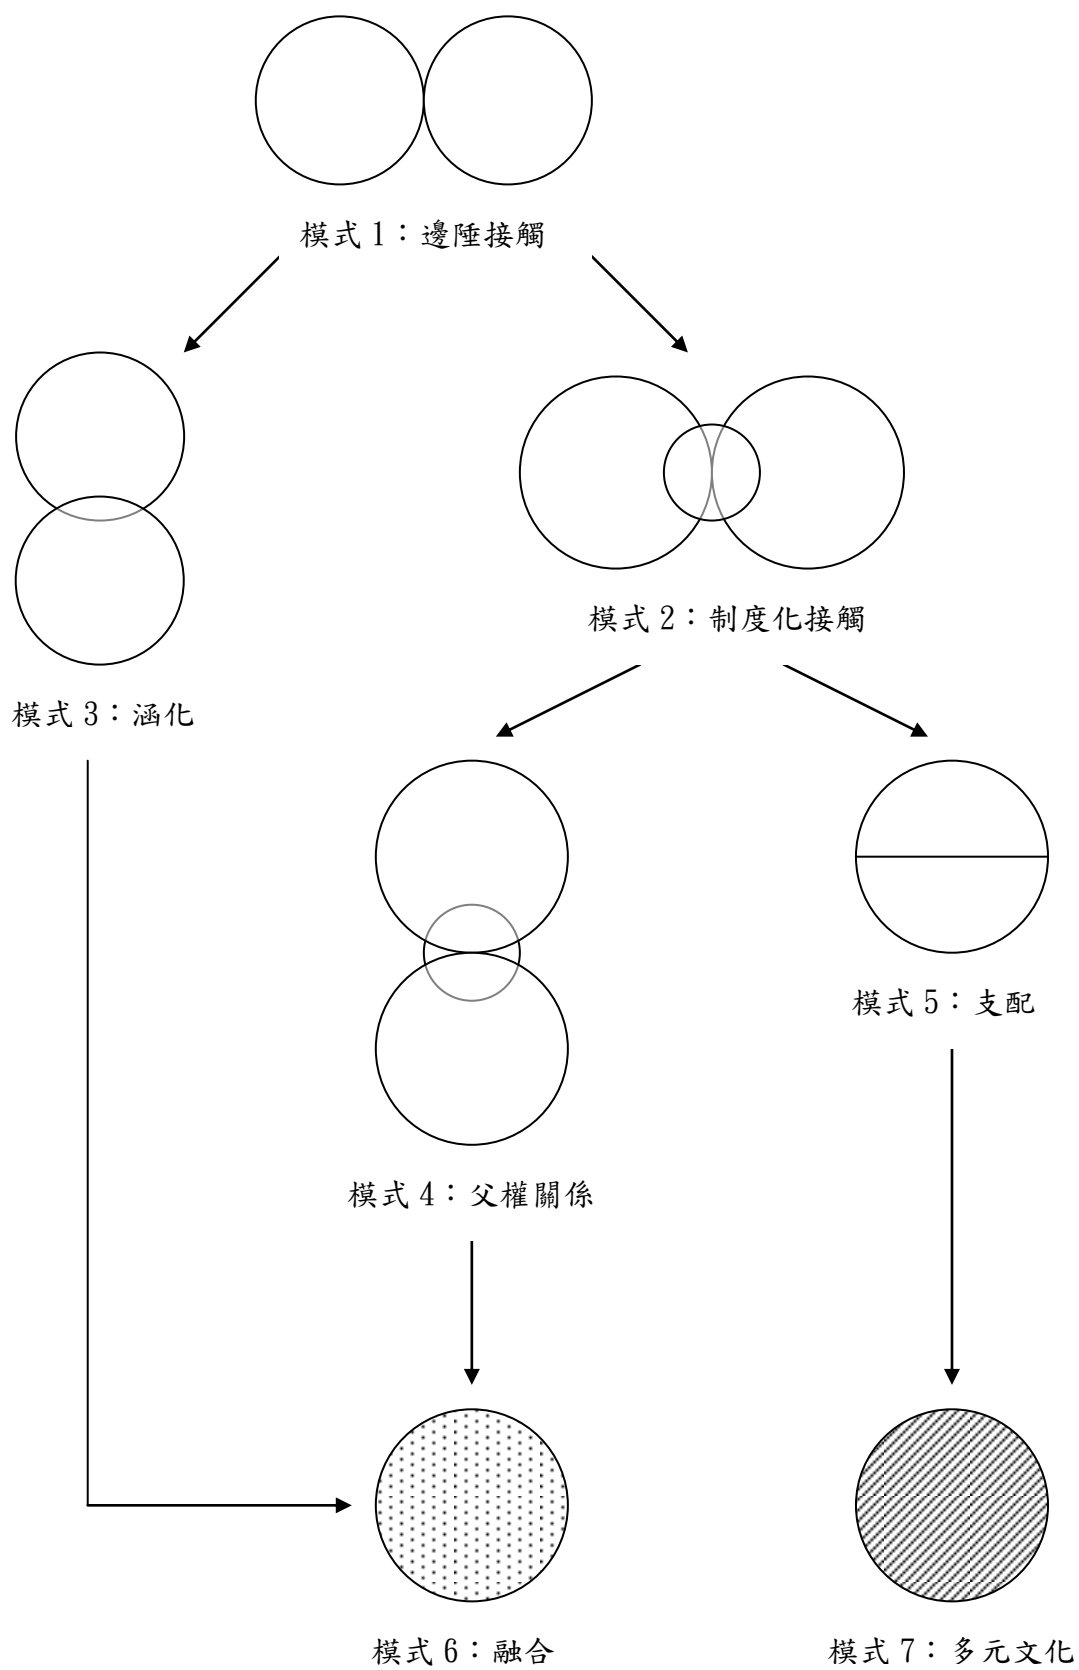 模式 1：邊陲接觸
模式 2：制度化接觸
模式 3：涵化
模式 5：支配
模式 4：父權關係
模式 6：融合
模式 7：多元文化